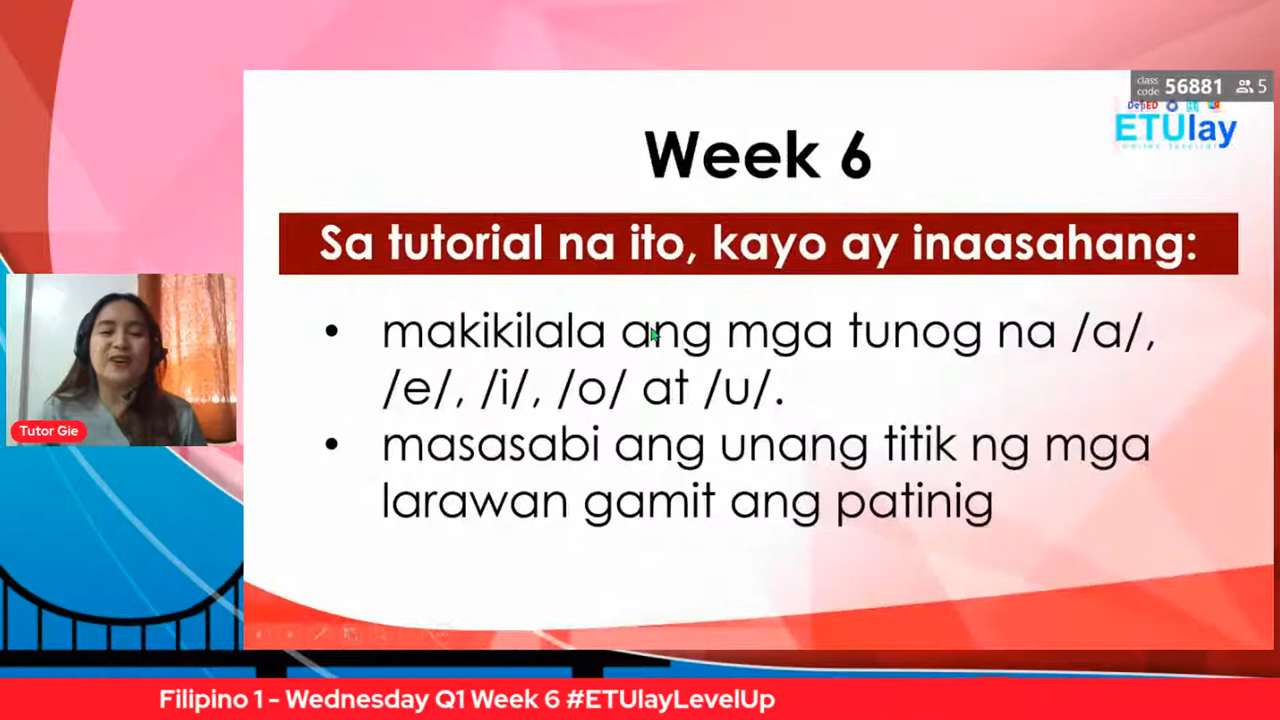 class code 56881 5
DepED
ETUlay
Week 6
Sa tutorial na ito, kayo ay inaasahang:
• makikilala ang mga tunog na /a/,
/e/, /i/, /o/ at /u/.
• masasabi ang unang titik ng mga
larawan gamit ang patinig
Tutor Gie
Filipino 1 - Wednesday Q1 Week 6 #ETUlayLevelUp